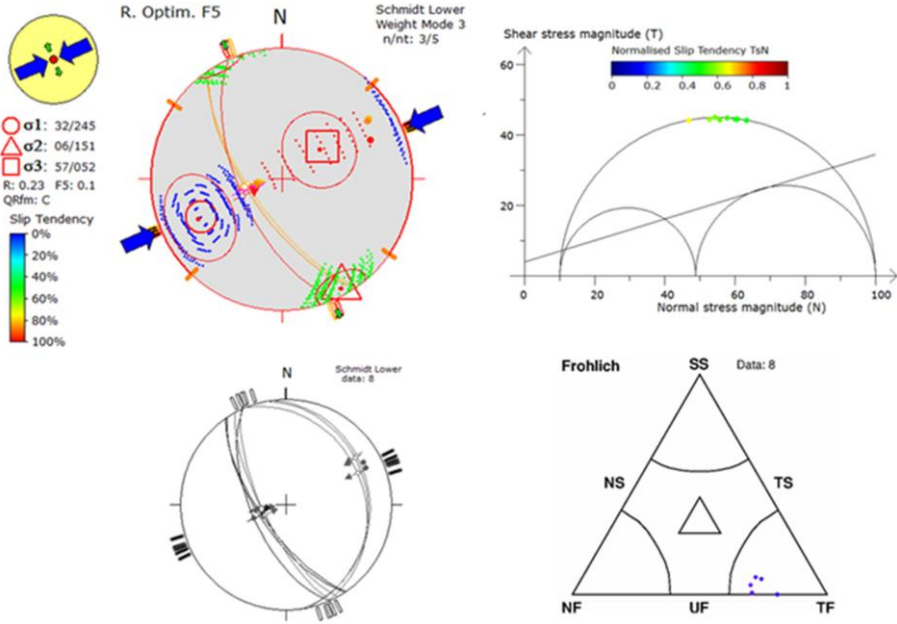 R. Optim. F5
N
Schmidt Lower
Weight Mode 3
n/nt: 3/5
σ1: 32/245
σ2: 06/151
σ3: 57/052
R: 0.23 F5: 0.1
QRfm: C
Slip Tendency
0%
20%
40%
60%
80%
100%
Shear stress magnitude (T)
Normalised Slip Tendency TsN
0
0.2
0.4
0.6
0.8
1
60
40
20
0
20
40
60
80
100
Normal stress magnitude (N)
N
Schmidt Lower
data: 8
Frohlich
SS
Data: 8
NS
TS
NF
UF
TF